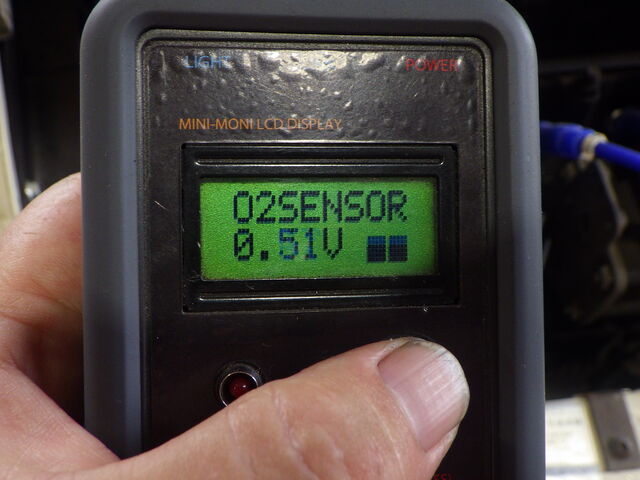 LIGHT
POWER
MINI-MONI LCD DISPLAY
O2SENSOR
0.51V